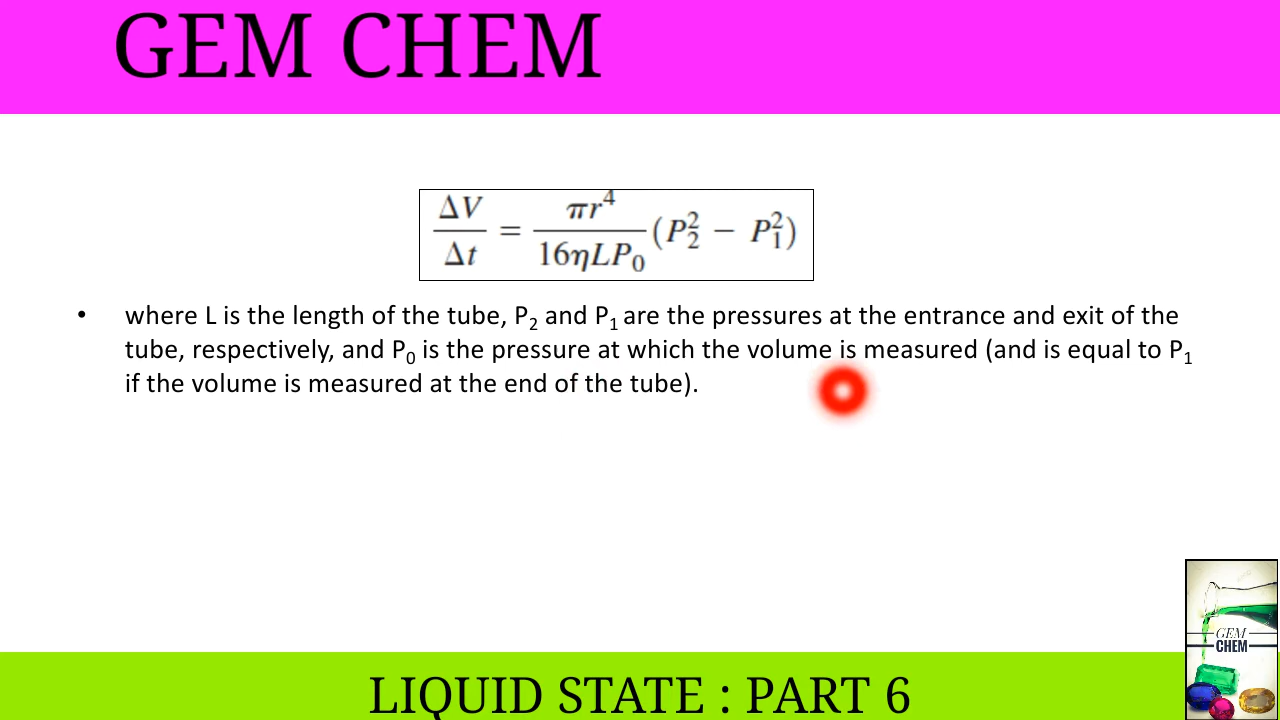 GEM CHEM
ΔV/Δt = πr⁴/16ηLP₀ (P₂² − P₁²)
• where L is the length of the tube, P₂ and P₁ are the pressures at the entrance and exit of the
tube, respectively, and P₀ is the pressure at which the volume is measured (and is equal to P₁
if the volume is measured at the end of the tube).
GEM
CHEM
LIQUID STATE : PART 6